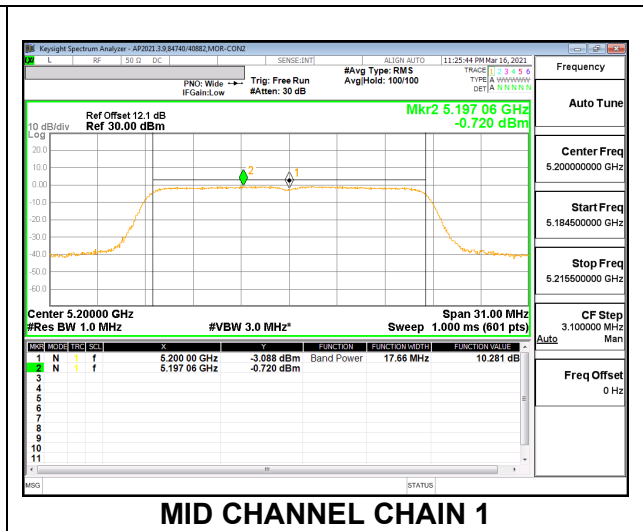 Keysight Spectrum Analyzer - AP2021.3.9,84740/40882,MOR-CON2
L RF 50 Ω DC SENSE:INT ALIGN AUTO 11:25:44 PM Mar 16, 2021
PNO: Wide Trig: Free Run #Avg Type: RMS TRACE 1 2 3 4 5 6
IFGain:Low #Atten: 30 dB Avg|Hold: 100/100 TYPE A WWWWW
DET A N N N N N
Frequency
Auto Tune
Center Freq
5.200000000 GHz
Start Freq
5.184500000 GHz
Stop Freq
5.215500000 GHz
CF Step
3.100000 MHz
Auto Man
Freq Offset
0 Hz
Ref Offset 12.1 dB
10 dB/div Ref 30.00 dBm
Log
Mkr2 5.197 06 GHz
-0.720 dBm
20.0
10.0
0.00
-10.0
-20.0
-30.0
-40.0
-50.0
-60.0
2
1
Center 5.20000 GHz Span 31.00 MHz
#Res BW 1.0 MHz #VBW 3.0 MHz* Sweep 1.000 ms (601 pts)
MKR MODE TRC SCL X Y FUNCTION FUNCTION WIDTH FUNCTION VALUE
1 N 1 f 5.200 00 GHz -3.088 dBm Band Power 17.66 MHz 10.281 dB
2 N 1 f 5.197 06 GHz -0.720 dBm
3
4
5
6
7
8
9
10
11
MSG STATUS
MID CHANNEL CHAIN 1